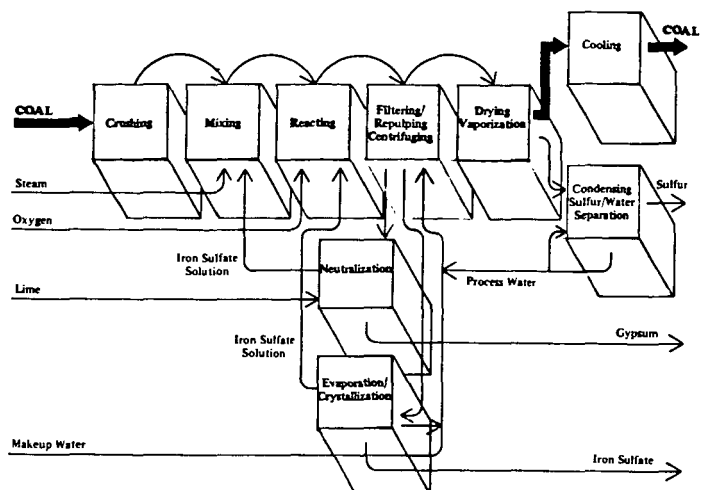 COAL
Cooling
COAL
Crushing
Mixing
Reacting
Filtering/
Repulping
Centrifuging
Drying
Vaporization
Steam
Oxygen
Condensing
Sulfur/Water
Separation
Sulfur
Iron Sulfate
Solution
Neutralization
Process Water
Lime
Gypsum
Iron Sulfate
Solution
Evaporation/
Crystallization
Makeup Water
Iron Sulfate